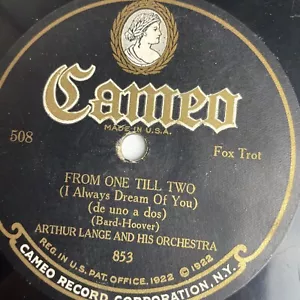 Cameo
MADE IN U.S.A.
508
Fox Trot
FROM ONE TILL TWO
(I Always Dream Of You)
(de uno a dos)
(Bard-Hoover)
ARTHUR LANGE AND HIS ORCHESTRA
853
REG. IN U.S. PAT. OFFICE, 1922 © 1922
CAMEO RECORD CORPORATION, N.Y.